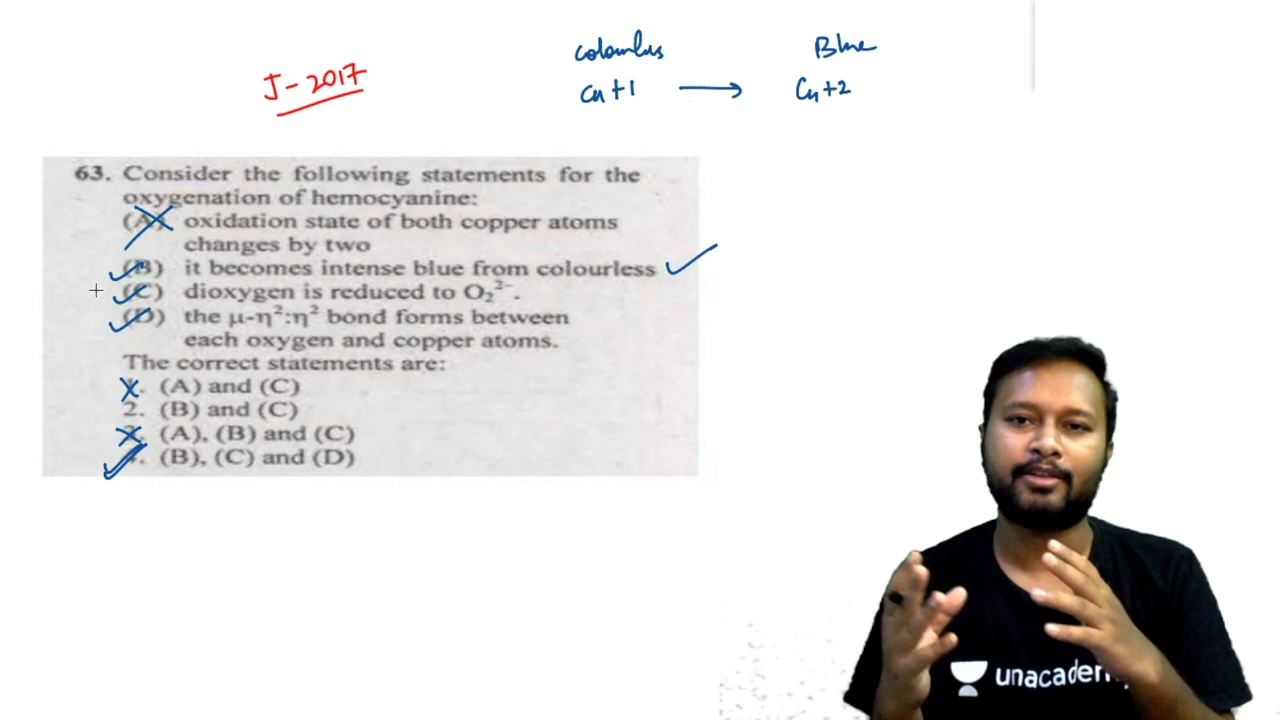 J-2017
colourless Blue
Cu+1 → Cu+2
63. Consider the following statements for the
oxygenation of hemocyanine:
(A) oxidation state of both copper atoms
changes by two
(B) it becomes intense blue from colourless
(C) dioxygen is reduced to O₂²⁻.
(D) the μ-η²:η² bond forms between
each oxygen and copper atoms.
The correct statements are:
1. (A) and (C)
2. (B) and (C)
3. (A), (B) and (C)
4. (B), (C) and (D)
unacademy